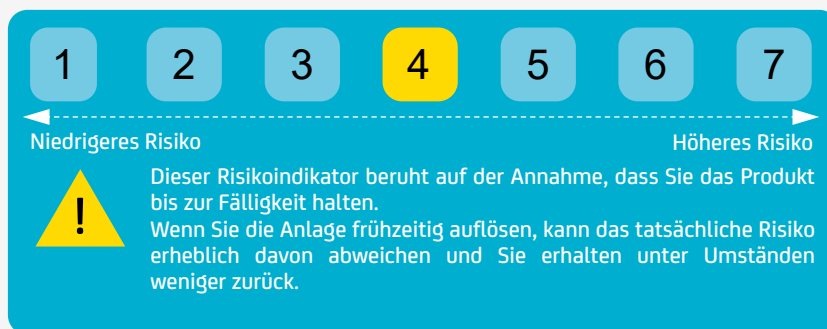 1 2 3 4 5 6 7
Niedrigeres Risiko Höheres Risiko
Dieser Risikoindikator beruht auf der Annahme, dass Sie das Produkt
bis zur Fälligkeit halten.
Wenn Sie die Anlage frühzeitig auflösen, kann das tatsächliche Risiko
erheblich davon abweichen und Sie erhalten unter Umständen
weniger zurück.
!